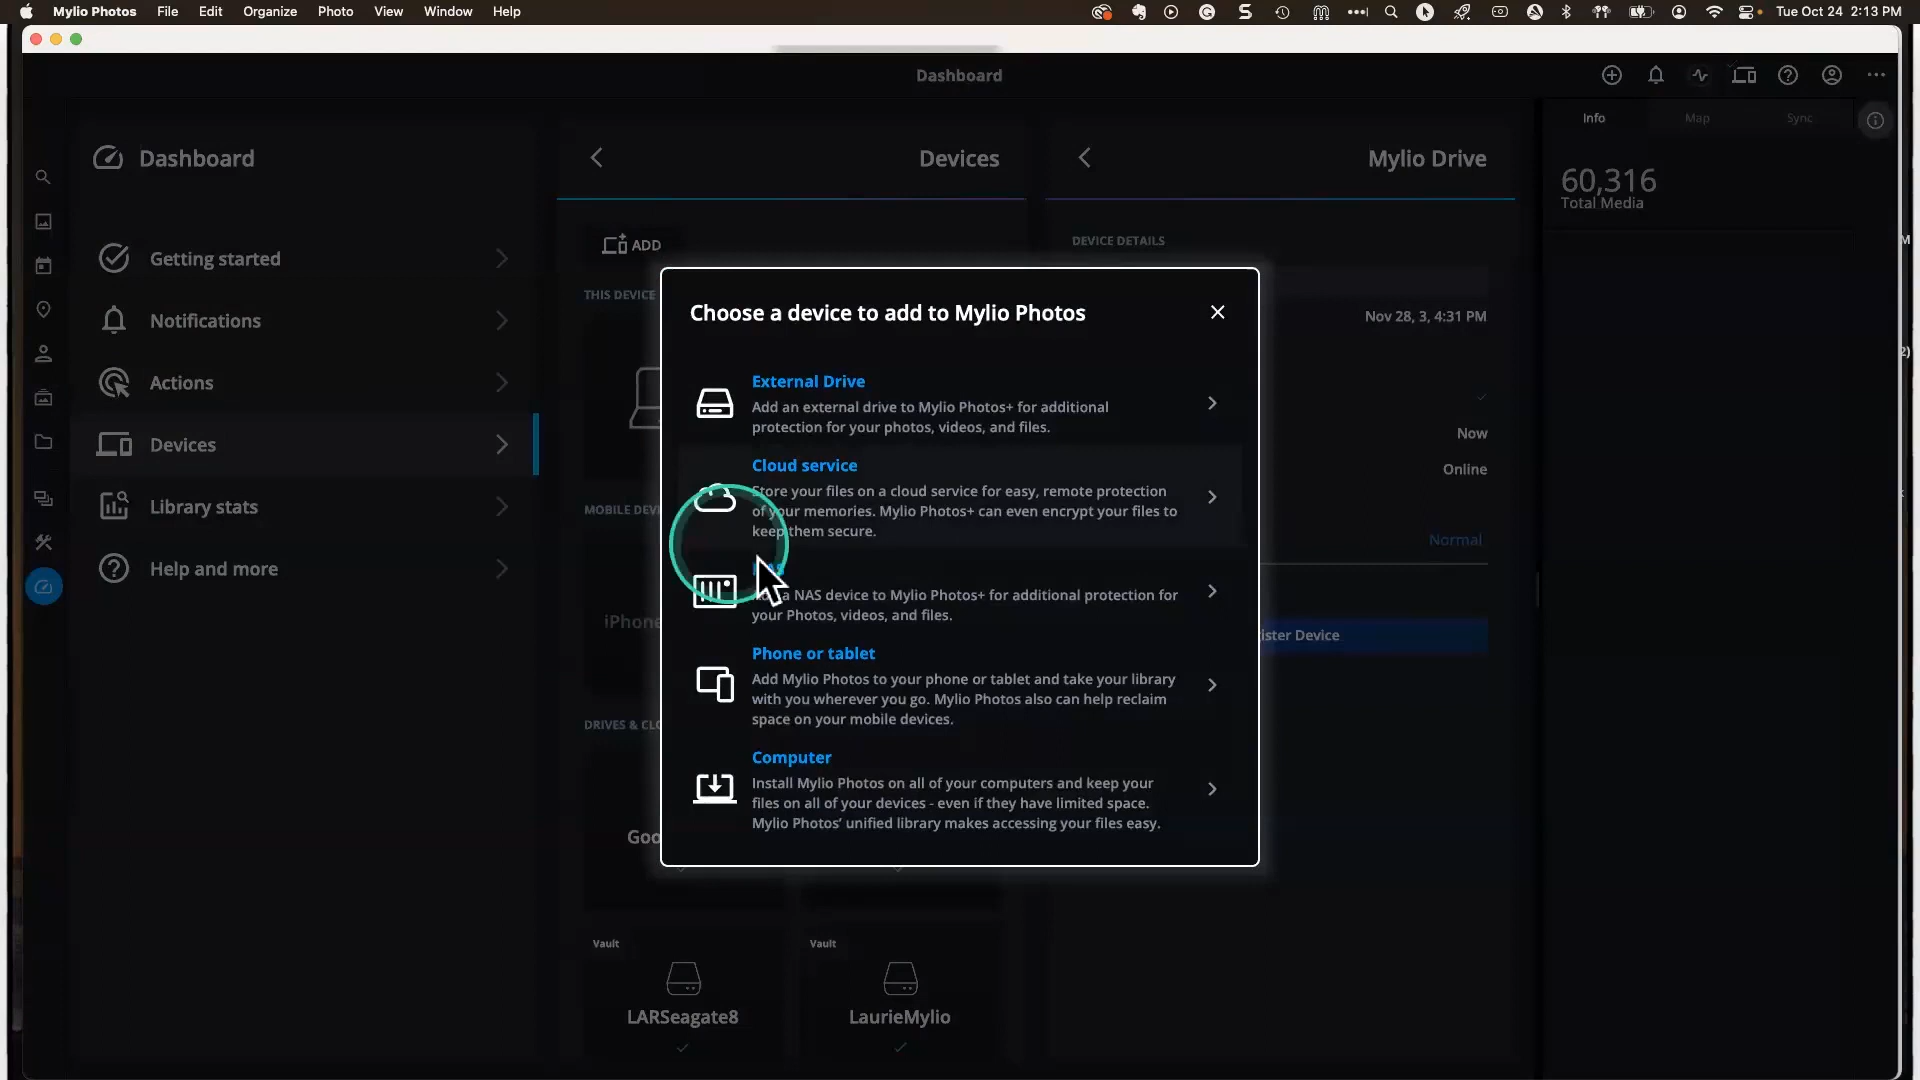 Mylio Photos File Edit Organize Photo View Window Help Tue Oct 24 2:13 PM
Dashboard
Dashboard
Getting started
Notifications
Actions
Devices
Library stats
Help and more
Devices
ADD
THIS DEVICE
iPhone
Vault
LARSeagate8
Vault
LaurieMylio
Mylio Drive
DEVICE DETAILS
Nov 28, 3, 4:31 PM
Now
Online
Normal
Device
Info Map Sync
60,316
Total Media
Choose a device to add to Mylio Photos
External Drive
Add an external drive to Mylio Photos+ for additional
protection for your photos, videos, and files.
Cloud service
Store your files on a cloud service for easy, remote protection
of your memories. Mylio Photos+ can even encrypt your files to
keep them secure.
a NAS device to Mylio Photos+ for additional protection for
your Photos, videos, and files.
Phone or tablet
Add Mylio Photos to your phone or tablet and take your library
with you wherever you go. Mylio Photos also can help reclaim
space on your mobile devices.
Computer
Install Mylio Photos on all of your computers and keep your
files on all of your devices - even if they have limited space.
Mylio Photos’ unified library makes accessing your files easy.